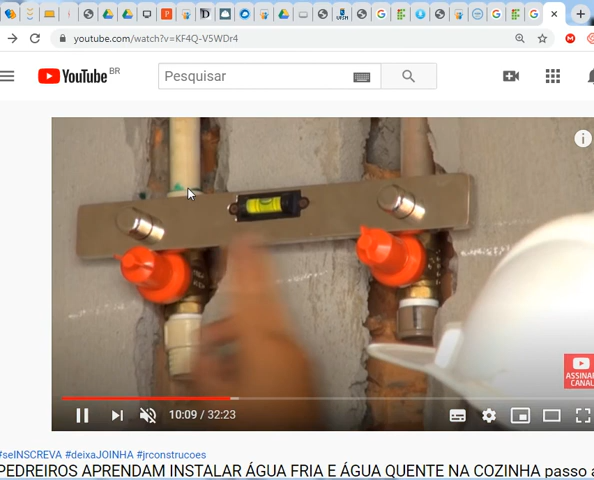 youtube.com/watch?v=KF4Q-V5WDr4
YouTube BR
Pesquisar
ASSINAR
CANAL
10:09 / 32:23
#seINSCREVA #deixaJOINHA #jrconstrucoes
PEDREIROS APRENDAM INSTALAR ÁGUA FRIA E ÁGUA QUENTE NA COZINHA passo a